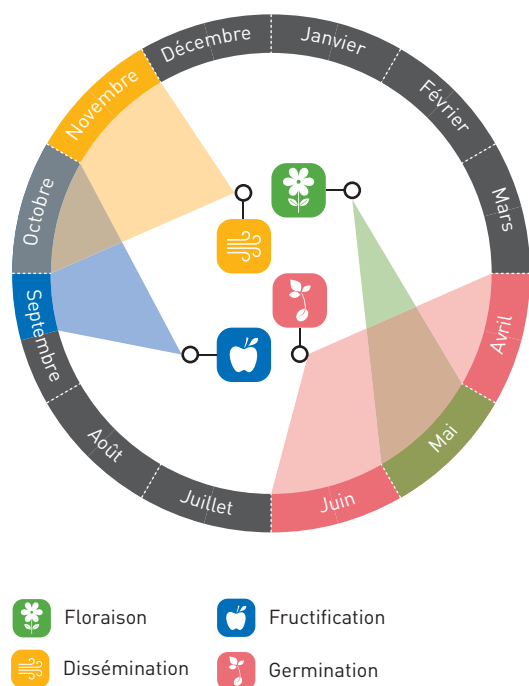 Janvier
Février
Mars
Avril
Mai
Juin
Juillet
Août
Septembre
Octobre
Novembre
Décembre
Floraison
Fructification
Dissémination
Germination